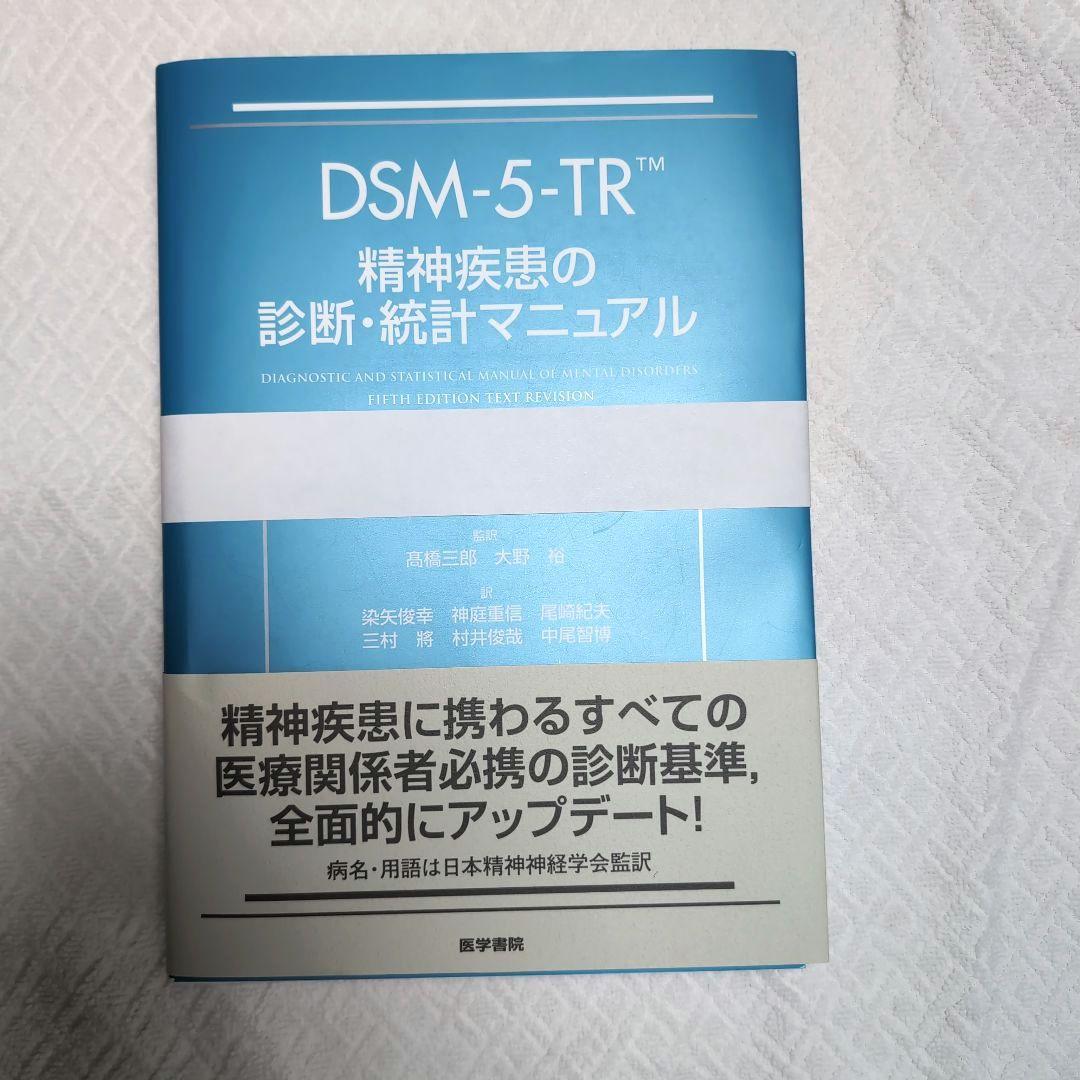 DSM-5-TR™
精神疾患の
診断・統計マニュアル
DIAGNOSTIC AND STATISTICAL MANUAL OF MENTAL DISORDERS
FIFTH EDITION TEXT REVISION
監訳
髙橋三郎 大野 裕
訳
染矢俊幸 神庭重信 尾崎紀夫
三村 將 村井俊哉 中尾智博
精神疾患に携わるすべての
医療関係者必携の診断基準,
全面的にアップデート!
病名・用語は日本精神神経学会監訳
医学書院